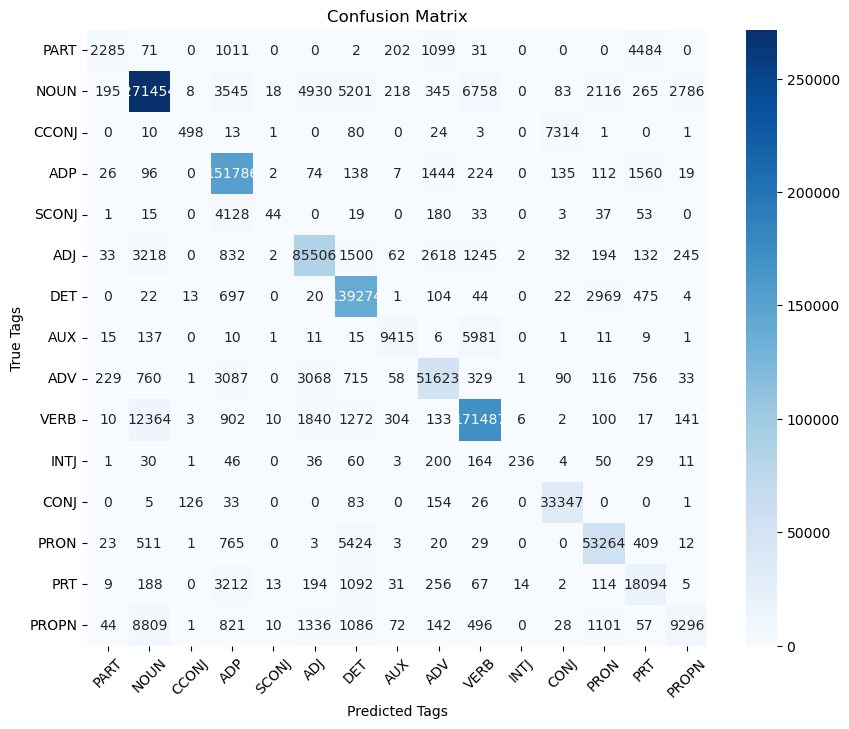 Confusion Matrix
PART 2285 71 0 1011 0 0 2 202 1099 31 0 0 0 4484 0
NOUN 195 271454 8 3545 18 4930 5201 218 345 6758 0 83 2116 265 2786
CCONJ 0 10 498 13 1 0 80 0 24 3 0 7314 1 0 1
ADP 26 96 0 151786 2 74 138 7 1444 224 0 135 112 1560 19
SCONJ 1 15 0 4128 44 0 19 0 180 33 0 3 37 53 0
ADJ 33 3218 0 832 2 85506 1500 62 2618 1245 2 32 194 132 245
DET 0 22 13 697 0 20 139274 1 104 44 0 22 2969 475 4
AUX 15 137 0 10 1 11 15 9415 6 5981 0 1 11 9 1
ADV 229 760 1 3087 0 3068 715 58 51623 329 1 90 116 756 33
VERB 10 12364 3 902 10 1840 1272 304 133 171487 6 2 100 17 141
INTJ 1 30 1 46 0 36 60 3 200 164 236 4 50 29 11
CONJ 0 5 126 33 0 0 83 0 154 26 0 33347 0 0 1
PRON 23 511 1 765 0 3 5424 3 20 29 0 0 53264 409 12
PRT 9 188 0 3212 13 194 1092 31 256 67 14 2 114 18094 5
PROPN 44 8809 1 821 10 1336 1086 72 142 496 0 28 1101 57 9296
PART NOUN CCONJ ADP SCONJ ADJ DET AUX ADV VERB INTJ CONJ PRON PRT PROPN
Predicted Tags
True Tags
250000
200000
150000
100000
50000
0